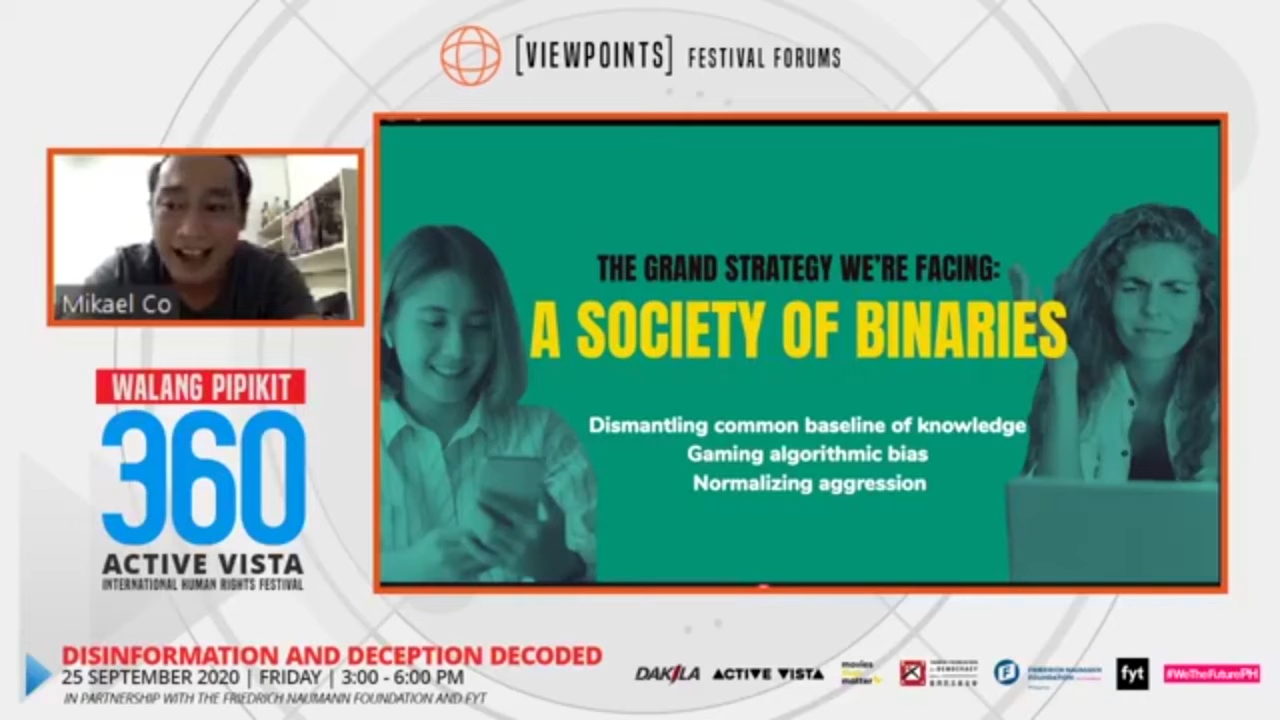 [VIEWPOINTS] FESTIVAL FORUMS
Mikael Co
THE GRAND STRATEGY WE'RE FACING:
A SOCIETY OF BINARIES
Dismantling common baseline of knowledge
Gaming algorithmic bias
Normalizing aggression
WALANG PIPIKIT
360
ACTIVE VISTA
INTERNATIONAL HUMAN RIGHTS FESTIVAL
DISINFORMATION AND DECEPTION DECODED
25 SEPTEMBER 2020 | FRIDAY | 3:00 - 6:00 PM
IN PARTNERSHIP WITH THE FRIEDRICH NAUMANN FOUNDATION AND FYT
DAKILA
ACTIVE VISTA
movies
that
matter
fyt
#WeTheFuturePH